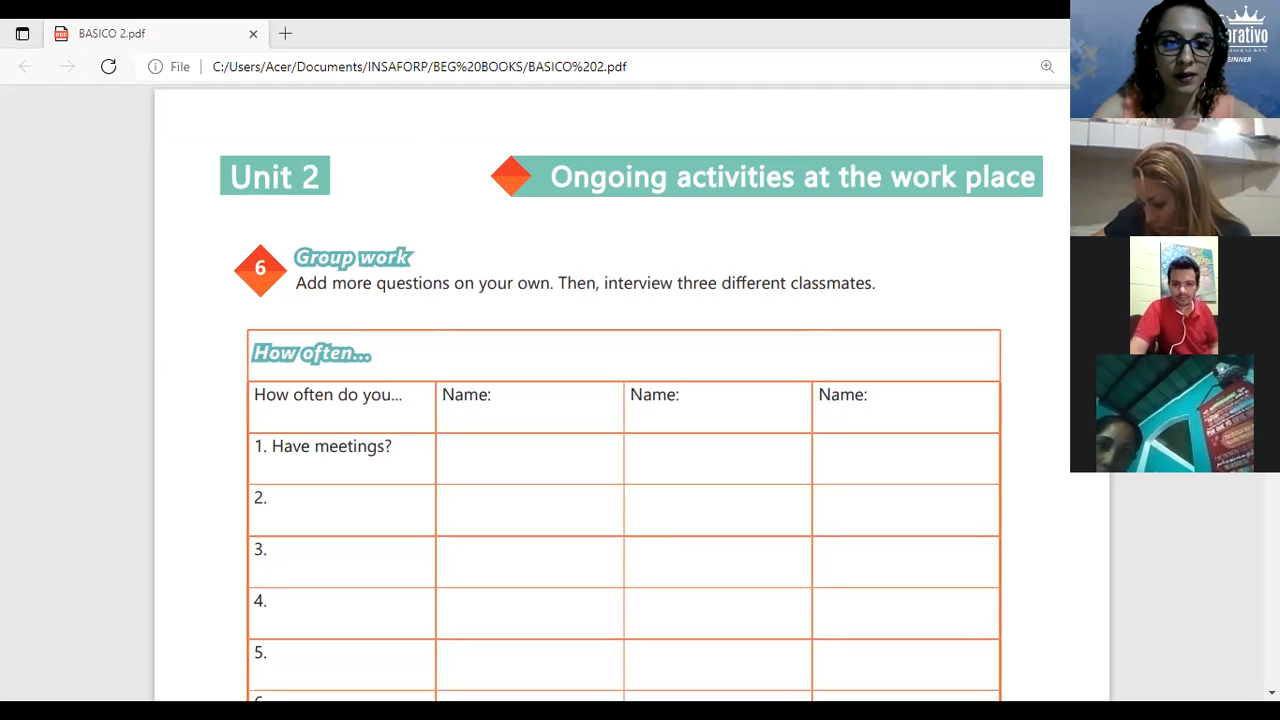 BASICO 2.pdf
File C:/Users/Acer/Documents/INSAFORP/BEG%20BOOKS/BASICO%202.pdf
orativo
GINNER
Unit 2
Ongoing activities at the work place
6
Group work
Add more questions on your own. Then, interview three different classmates.
How often...
How often do you... Name: Name: Name:
1. Have meetings?
2.
3.
4.
5.